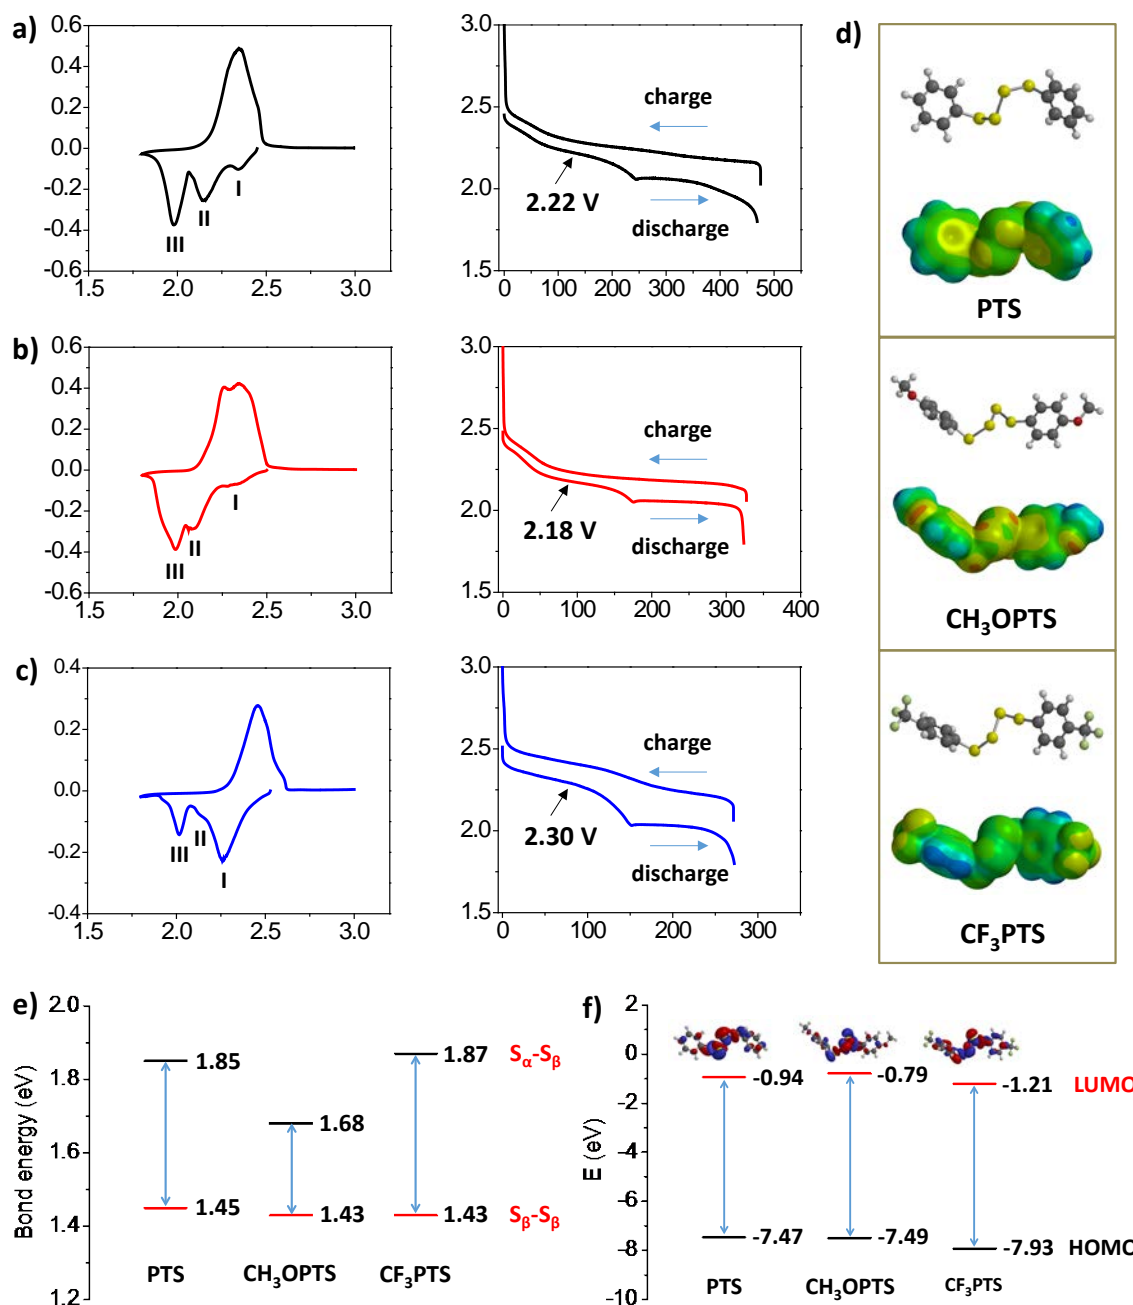 a)
0.6
0.4
0.2
0.0
-0.2
-0.4
-0.6
1.5 2.0 2.5 3.0
I
II
III
3.0
2.5
2.0
1.5
0 100 200 300 400 500
charge
2.22 V
discharge
b)
0.6
0.4
0.2
0.0
-0.2
-0.4
-0.6
1.5 2.0 2.5 3.0
I
II
III
3.0
2.5
2.0
1.5
0 100 200 300 400
charge
2.18 V
discharge
c)
0.4
0.2
0.0
-0.2
-0.4
1.5 2.0 2.5 3.0
III
II
I
3.0
2.5
2.0
1.5
0 100 200 300
charge
2.30 V
discharge
d)
PTS
CH₃OPTS
CF₃PTS
e)
Bond energy (eV)
2.0
1.8
1.6
1.4
1.2
1.85
1.68
1.87
Sα-Sβ
1.45
1.43
1.43
Sβ-Sβ
PTS
CH₃OPTS
CF₃PTS
f)
E (eV)
2
0
-2
-4
-6
-8
-10
-0.94
-0.79
-1.21
LUMO
-7.47
-7.49
-7.93
HOMO
PTS
CH₃OPTS
CF₃PTS